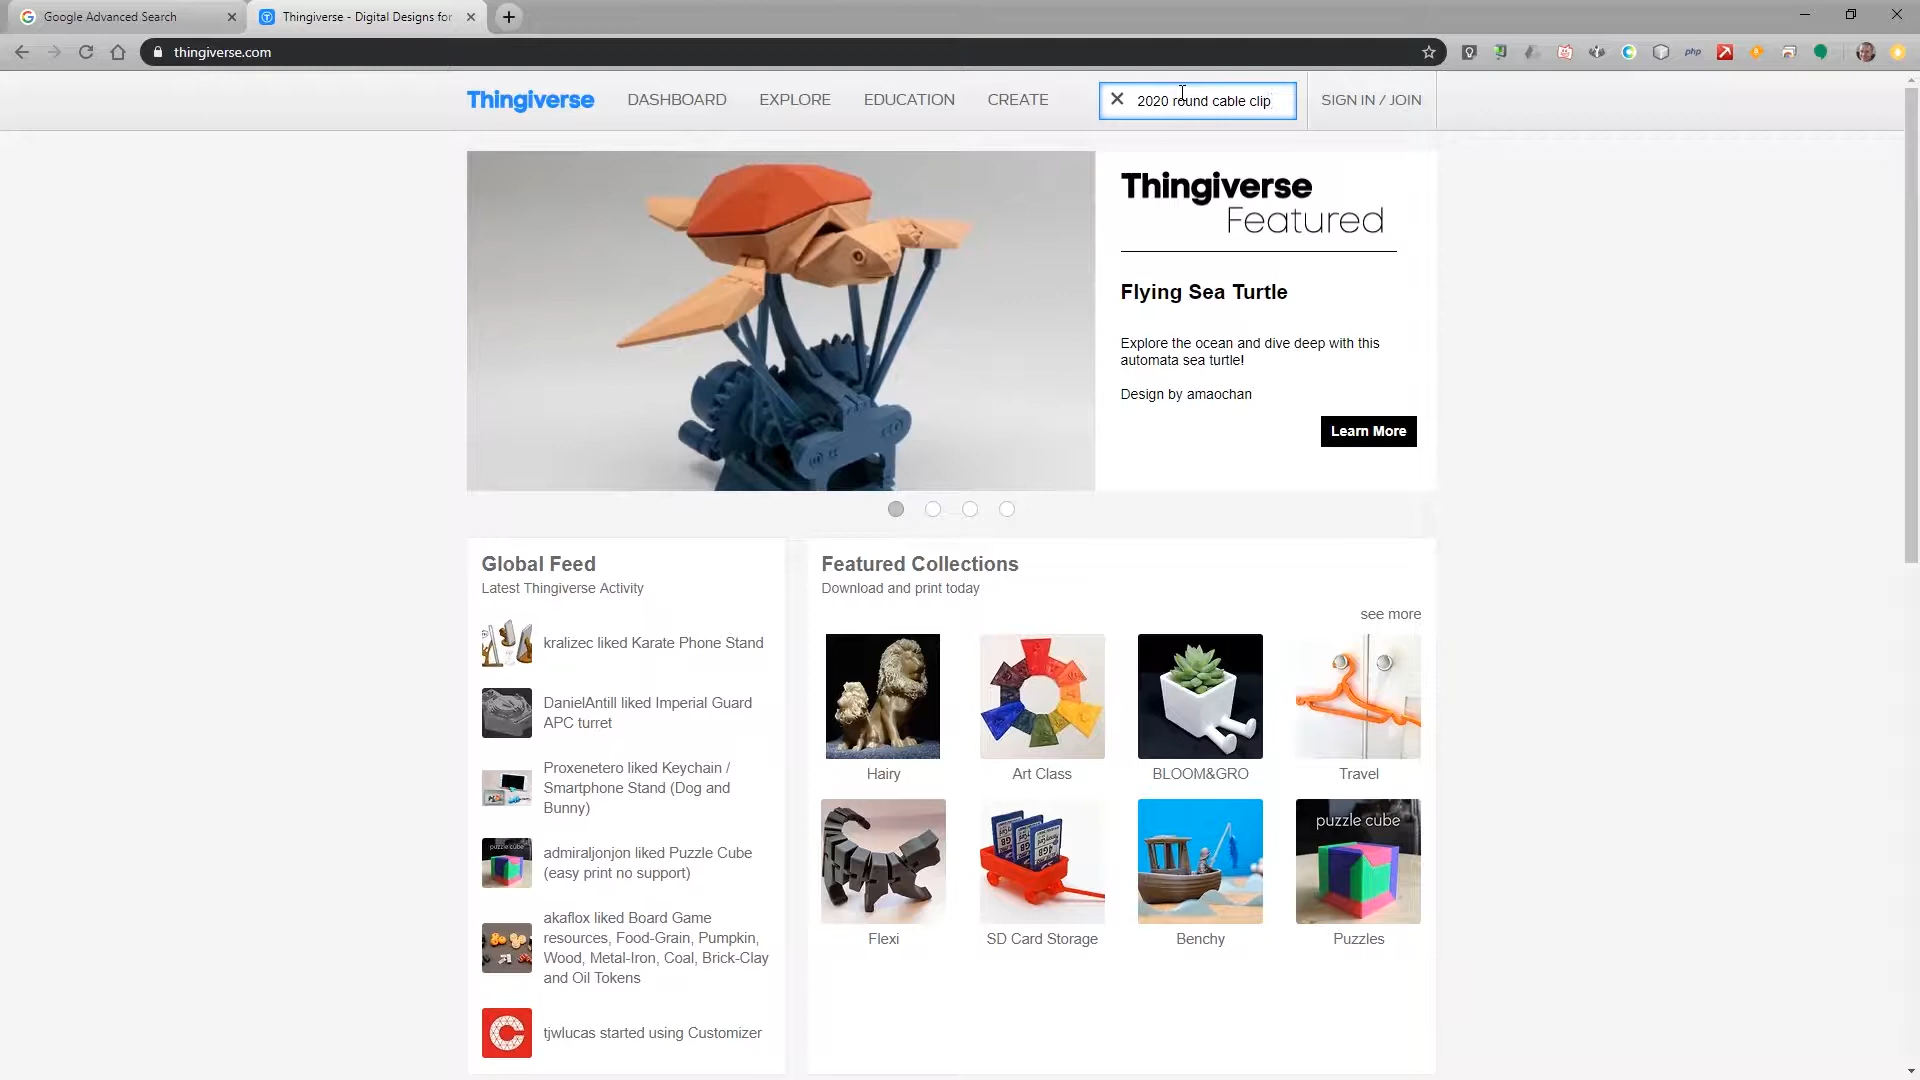 Google Advanced Search
Thingiverse - Digital Designs for
thingiverse.com
php
Thingiverse
DASHBOARD
EXPLORE
EDUCATION
CREATE
2020 round cable clip
SIGN IN / JOIN
Thingiverse
Featured
Flying Sea Turtle
Explore the ocean and dive deep with this
automata sea turtle!
Design by amaochan
Learn More
Global Feed
Latest Thingiverse Activity
kralizec liked Karate Phone Stand
DanielAntill liked Imperial Guard
APC turret
Proxenetero liked Keychain /
Smartphone Stand (Dog and
Bunny)
puzzle cube
admiraljonjon liked Puzzle Cube
(easy print no support)
akaflox liked Board Game
resources, Food-Grain, Pumpkin,
Wood, Metal-Iron, Coal, Brick-Clay
and Oil Tokens
tjwlucas started using Customizer
Featured Collections
Download and print today
see more
Hairy
Art Class
BLOOM&GRO
Travel
puzzle cube
Flexi
SD Card Storage
Benchy
Puzzles